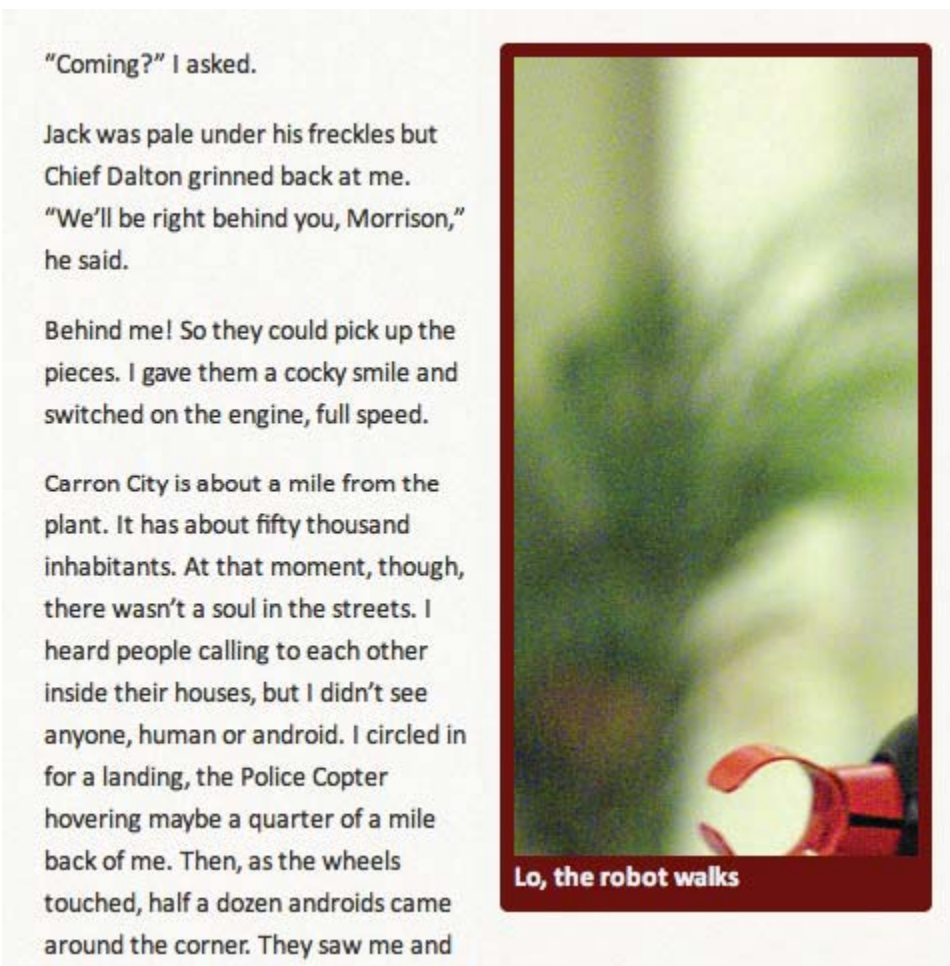 “Coming?” I asked.
Jack was pale under his freckles but
Chief Dalton grinned back at me.
“We’ll be right behind you, Morrison,”
he said.
Behind me! So they could pick up the
pieces. I gave them a cocky smile and
switched on the engine, full speed.
Carron City is about a mile from the
plant. It has about fifty thousand
inhabitants. At that moment, though,
there wasn’t a soul in the streets. I
heard people calling to each other
inside their houses, but I didn’t see
anyone, human or android. I circled in
for a landing, the Police Copter
hovering maybe a quarter of a mile
back of me. Then, as the wheels
touched, half a dozen androids came
around the corner. They saw me and
Lo, the robot walks